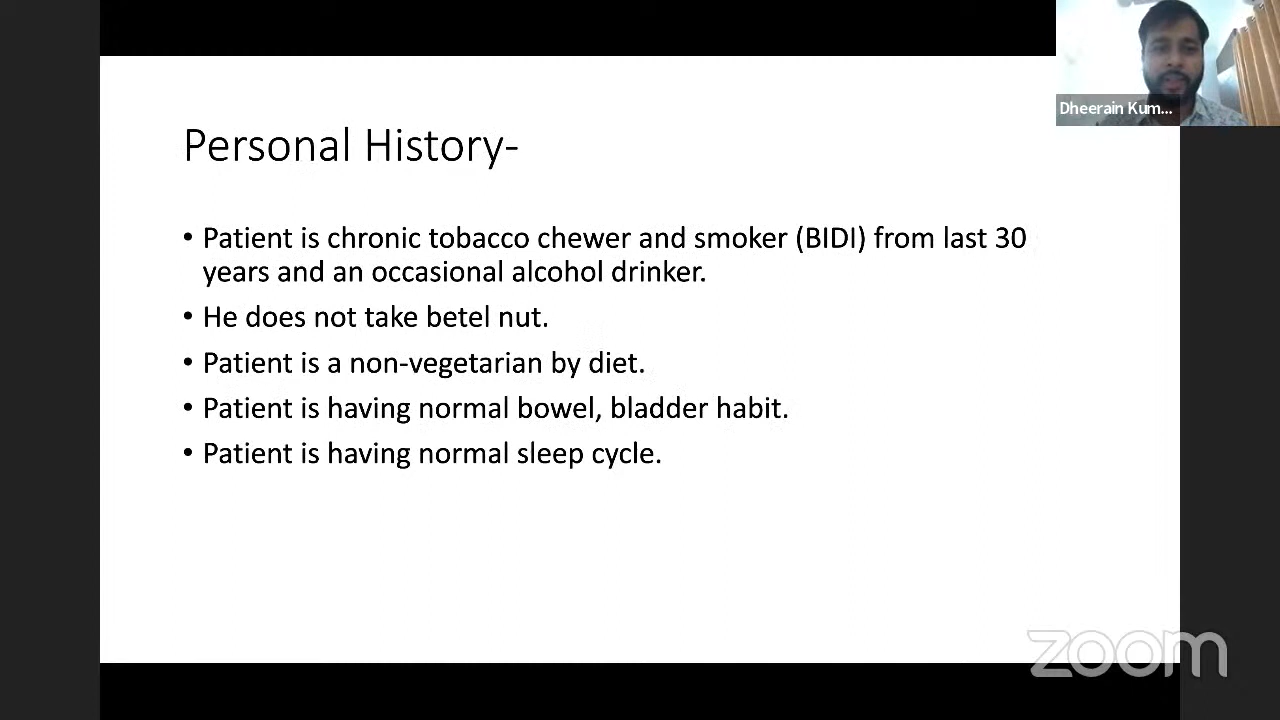 Dheerain Kum...
Personal History-
• Patient is chronic tobacco chewer and smoker (BIDI) from last 30
years and an occasional alcohol drinker.
• He does not take betel nut.
• Patient is a non-vegetarian by diet.
• Patient is having normal bowel, bladder habit.
• Patient is having normal sleep cycle.
zoom